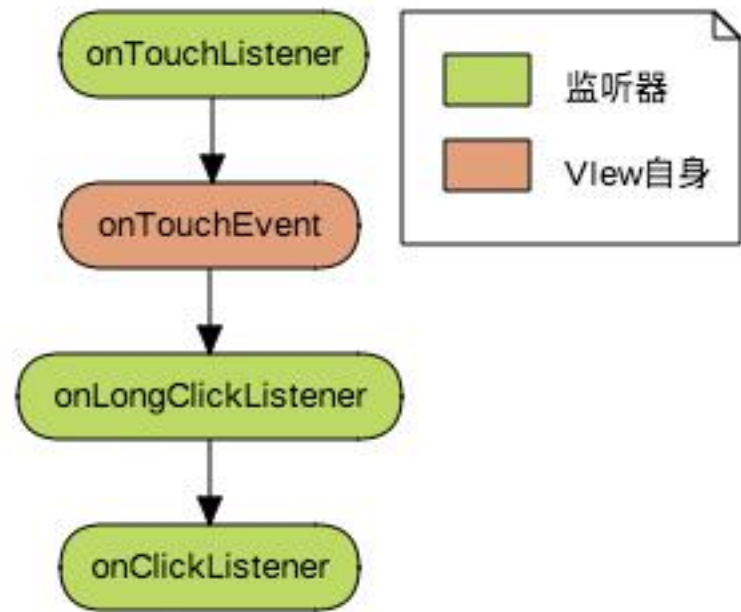 onTouchListener
监听器
VIew自身
onTouchEvent
onLongClickListener
onClickListener